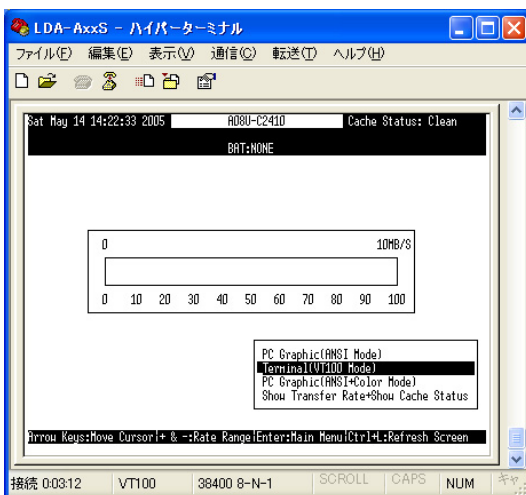 LDA-AxxS - ハイパーターミナル
ファイル(F) 編集(E) 表示(V) 通信(C) 転送(T) ヘルプ(H)
Sat May 14 14:22:33 2005 A08U-C2410 Cache Status: Clean
BAT:NONE
0 10MB/S
0 10 20 30 40 50 60 70 80 90 100
PC Graphic(ANSI Mode)
Terminal(VT100 Mode)
PC Graphic(ANSI+Color Mode)
Show Transfer Rate+Show Cache Status
Arrow Keys:Move Cursor|+ & -:Rate Range|Enter:Main Menu|Ctrl+L:Refresh Screen
接続 0:03:12 VT100 38400 8-N-1 SCROLL CAPS NUM キャ